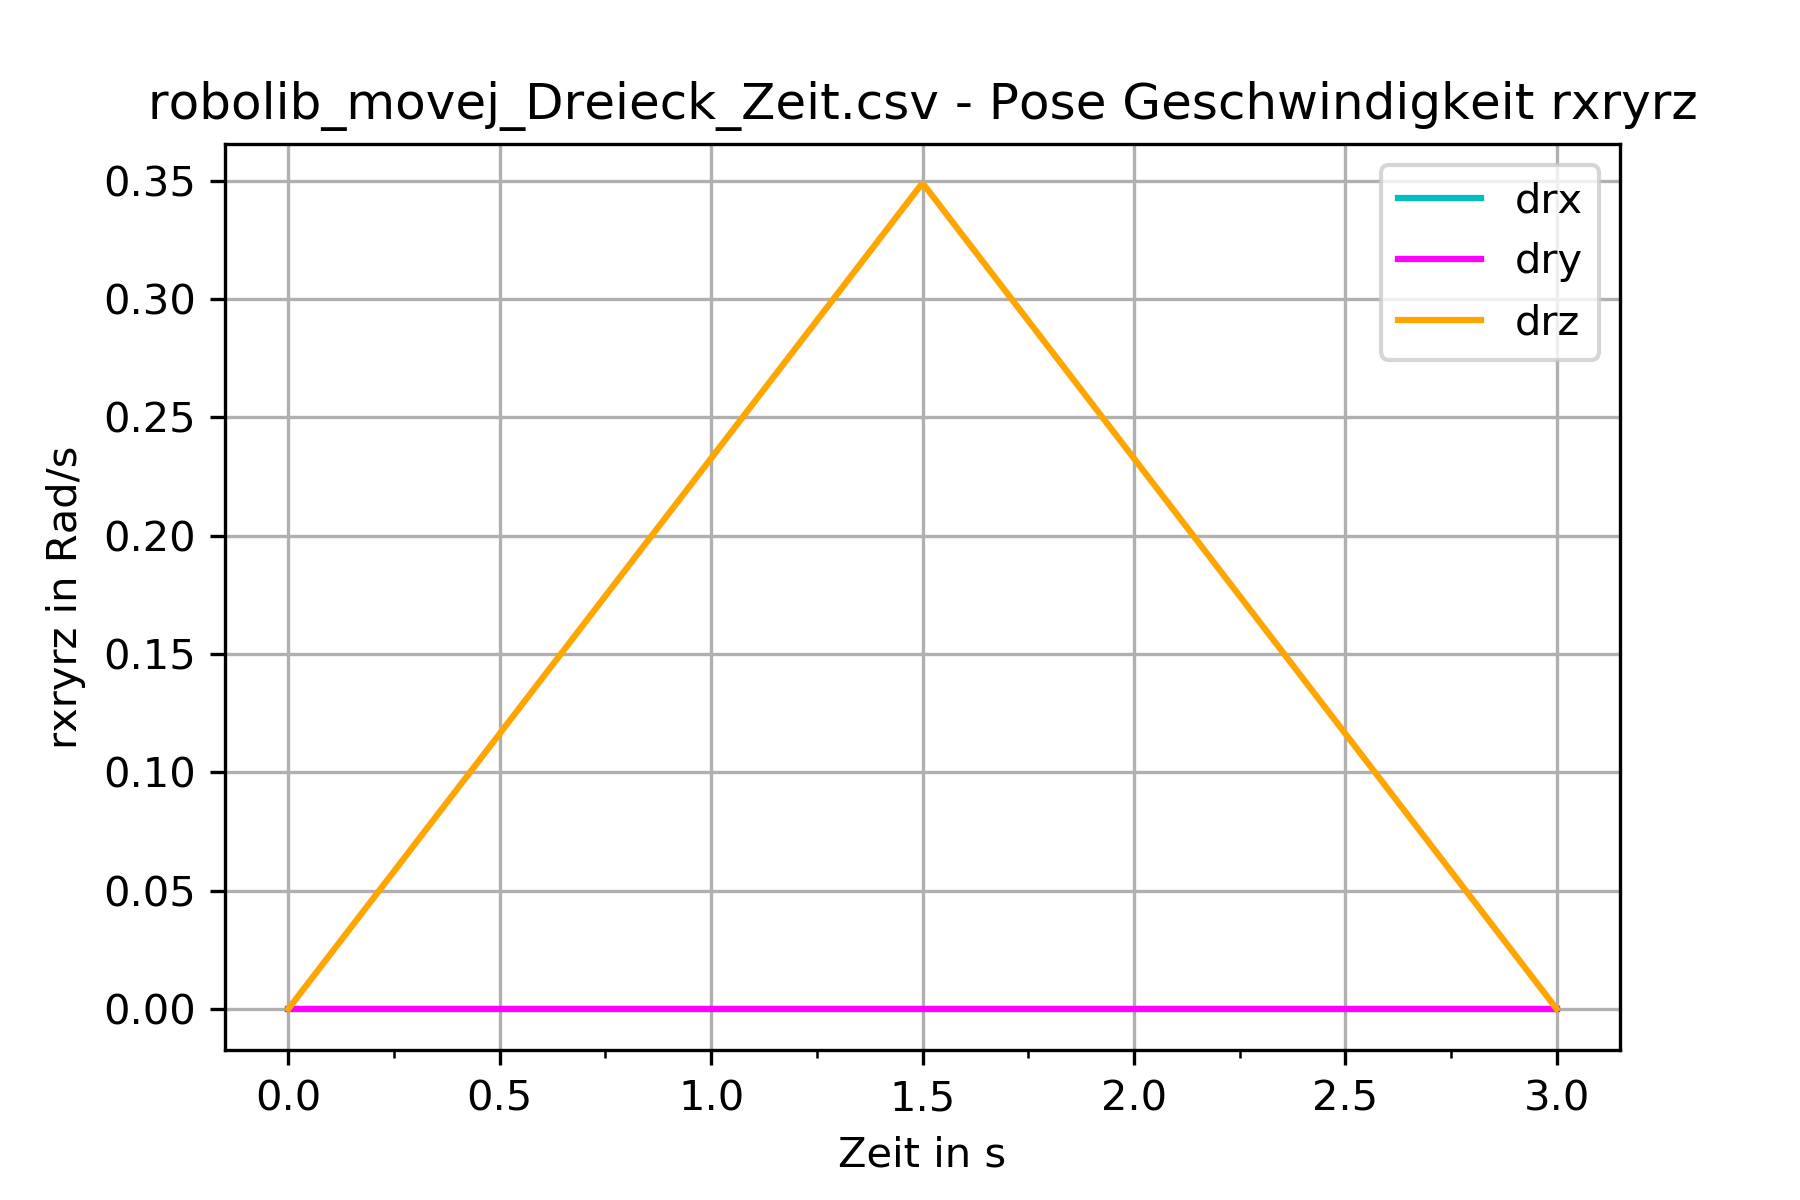 robolib_movej_Dreieck_Zeit.csv - Pose Geschwindigkeit rxryrz
0.35
0.30
0.25
0.20
0.15
0.10
0.05
0.00
rxryrz in Rad/s
drx
dry
drz
0.0 0.5 1.0 1.5 2.0 2.5 3.0
Zeit in s